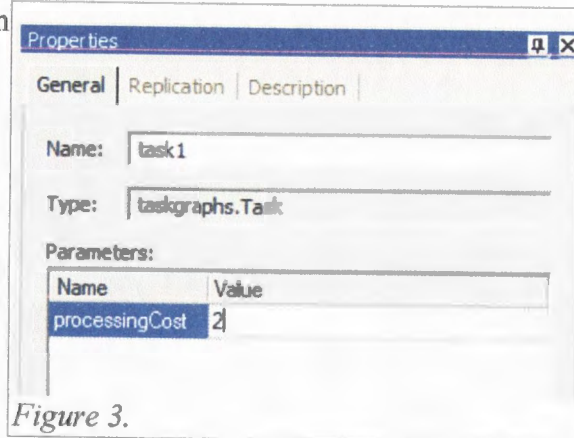 n
Properties
General Replication Description
Name: task1
Type: taskgraphs.Task
Parameters:
Name Value
processingCost 2
Figure 3.